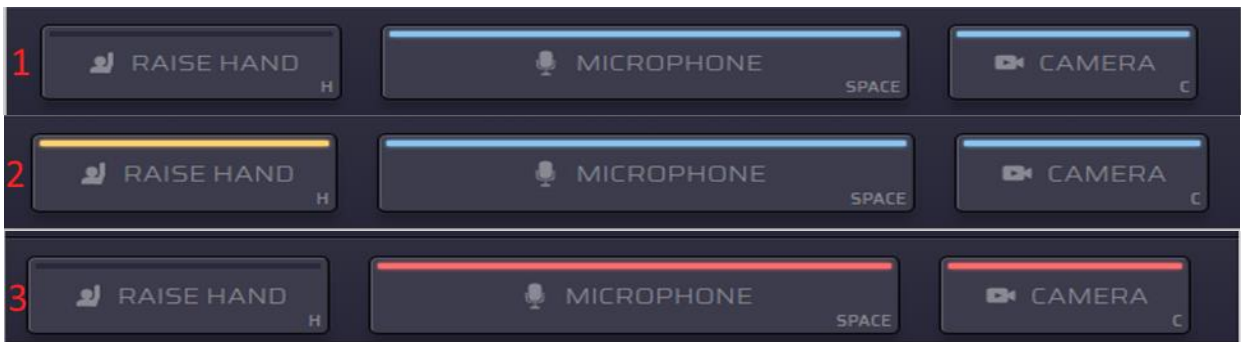 1 RAISE HAND H MICROPHONE SPACE CAMERA C
2 RAISE HAND H MICROPHONE SPACE CAMERA C
3 RAISE HAND H MICROPHONE SPACE CAMERA C